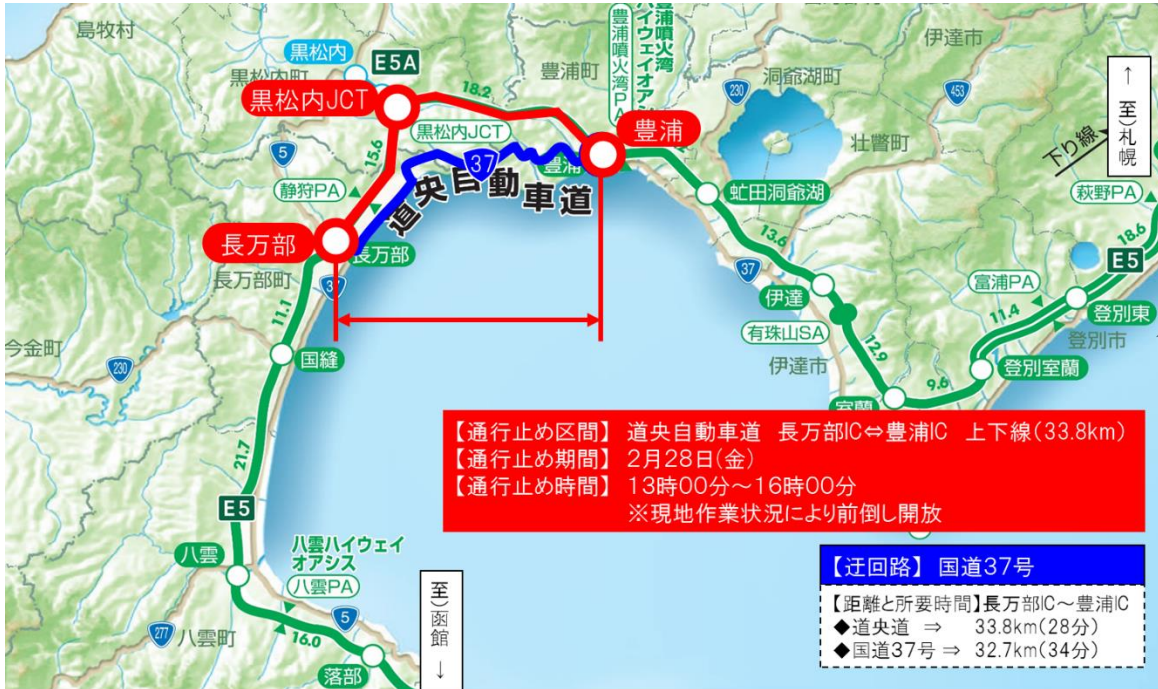 島牧村
黒松内
E5A
黒松内町
黒松内JCT
18.2
豊浦町
豊浦噴火湾
ハイウェイオアシ
豊浦噴火湾PA
伊達市
洞爺湖町
230
453
↑至)札幌
下り線
黒松内JCT
豊浦
豊浦
壮瞥町
5
15.6
37
静狩PA
道央自動車道
虻田洞爺湖
萩野PA
18.6
長万部
長万部
長万部町
37
13.6
37
E5
伊達
富浦PA
11.4
登別東
11.1
有珠山SA
12.9
登別市
今金町
国縫
230
伊達市
登別室蘭
9.6
室蘭
21.7
【通行止め区間】 道央自動車道 長万部IC⇔豊浦IC 上下線(33.8km)
【通行止め期間】 2月28日(金)
【通行止め時間】 13時00分~16時00分
※現地作業状況により前倒し開放
E5
八雲
八雲ハイウェイ
オアシス
八雲PA
5
至)函館↓
277
八雲町
16.0
落部
【迂回路】 国道37号
【距離と所要時間】長万部IC~豊浦IC
◆道央道 ⇒ 33.8km(28分)
◆国道37号 ⇒ 32.7km(34分)